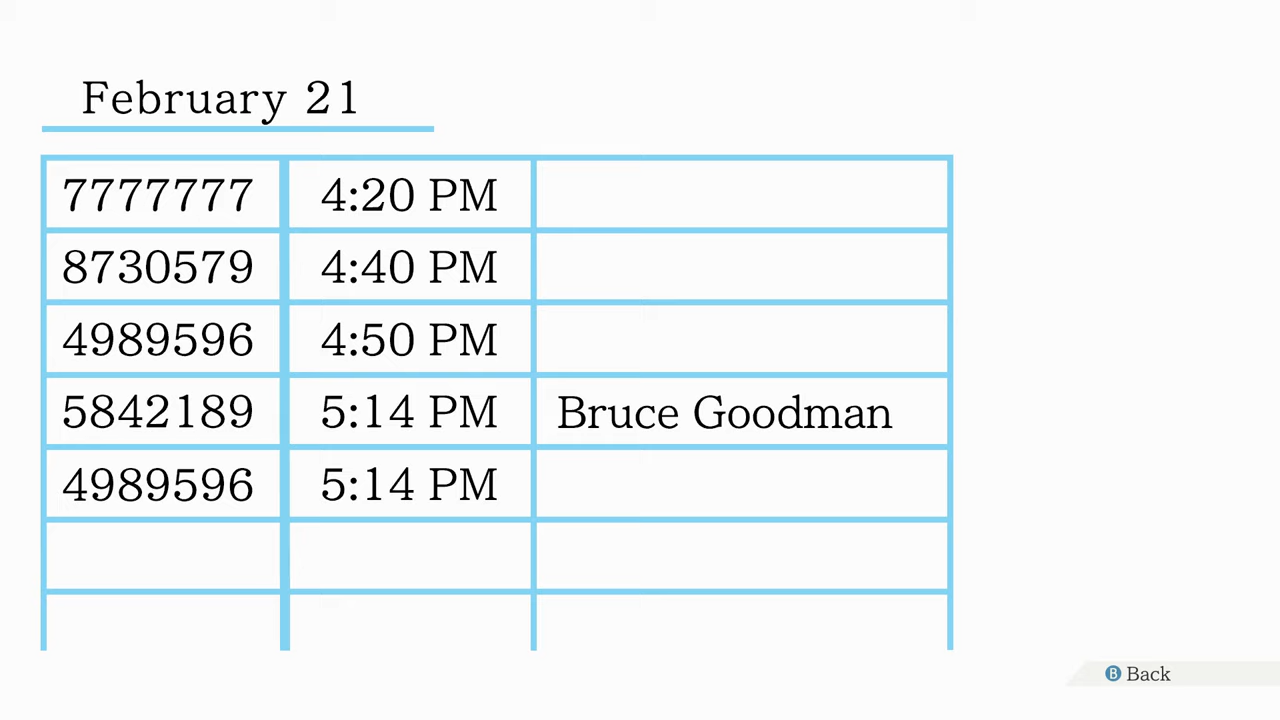 February 21
7777777 4:20 PM
8730579 4:40 PM
4989596 4:50 PM
5842189 5:14 PM Bruce Goodman
4989596 5:14 PM
B Back